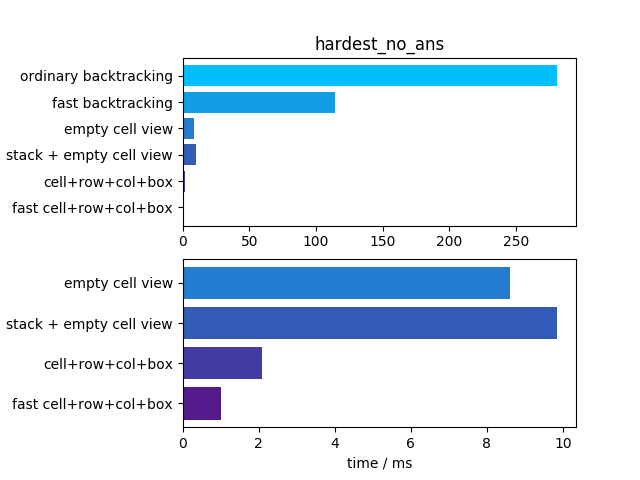 hardest_no_ans
ordinary backtracking
fast backtracking
empty cell view
stack + empty cell view
cell+row+col+box
fast cell+row+col+box
0 50 100 150 200 250
empty cell view
stack + empty cell view
cell+row+col+box
fast cell+row+col+box
0 2 4 6 8 10
time / ms